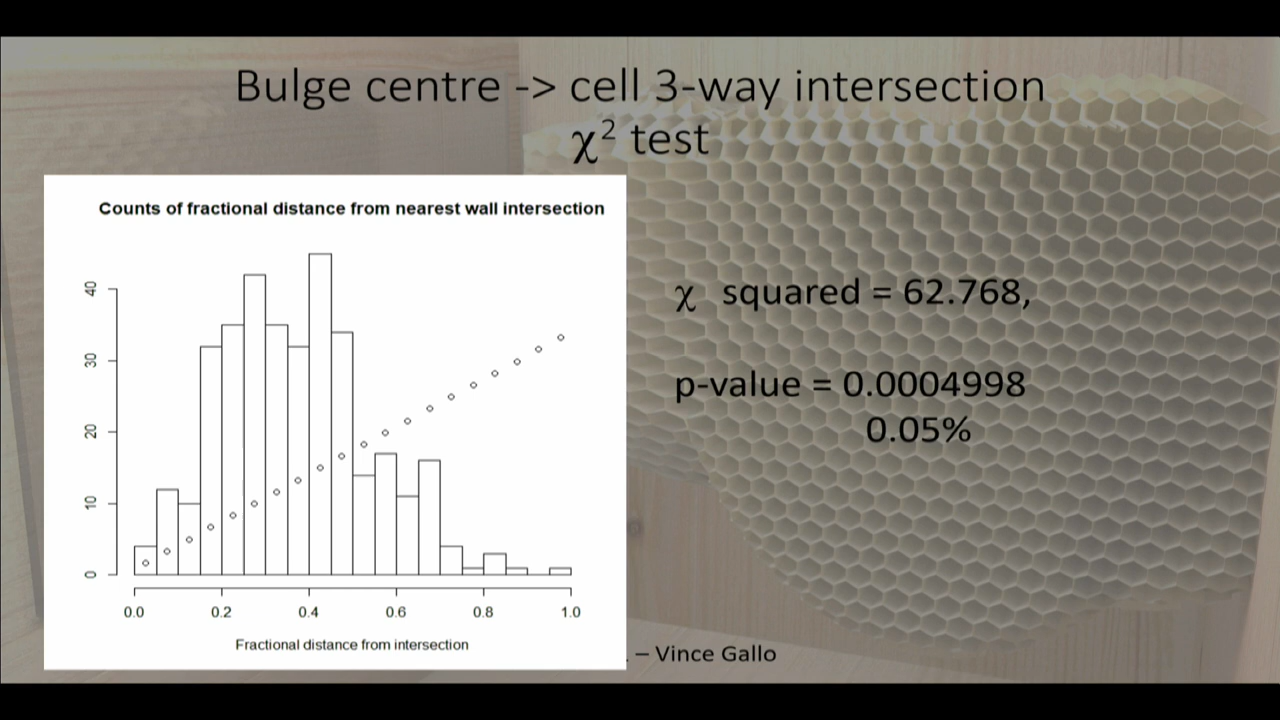 Bulge centre -> cell 3-way intersection
χ² test
Counts of fractional distance from nearest wall intersection
40
30
20
10
0
0.0 0.2 0.4 0.6 0.8 1.0
Fractional distance from intersection
χ squared = 62.768,
p-value = 0.0004998
0.05%
. – Vince Gallo